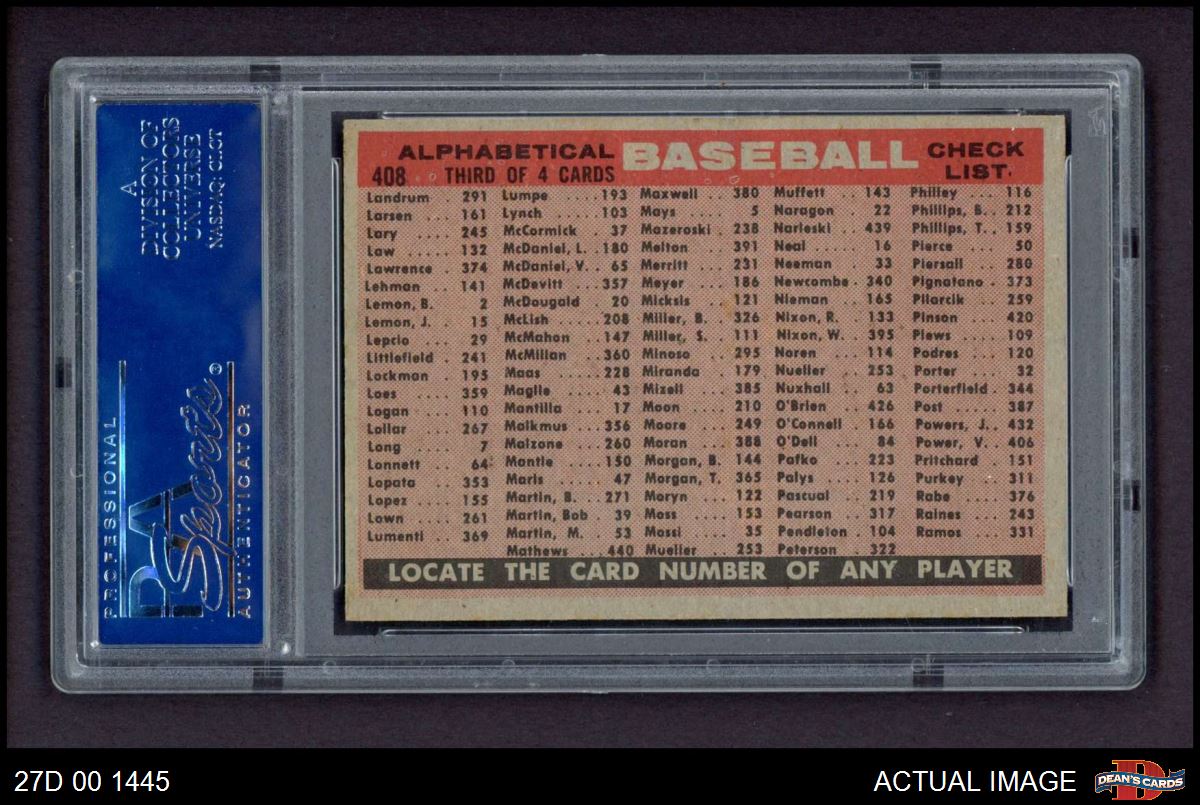 A
DIVISION OF
COLLECTORS
UNIVERSE
NASDAQ: CLCT
PROFESSIONAL
PSA
Sports®
AUTHENTICATOR
ALPHABETICAL BASEBALL CHECK LIST.
408 THIRD OF 4 CARDS
Landrum 291
Larsen ... 161
Lary .... 245
Law .... 132
Lawrence . 374
Lehman . 141
Lemon, B. 2
Lemon, J. 15
Lepcio .. 29
Littlefield . 241
Lockman . 195
Loes .... 359
Logan ... 110
Lollar ... 267
Long .... 7
Lonnett .. 64
Lopata ... 353
Lopez ... 155
Lown .... 261
Lumenti .. 369
Lumpe ..... 193
Lynch .... 103
McCormick . 37
McDaniel, L. 180
McDaniel, V. . 65
McDevitt ... 357
McDougald . 20
McLish ..... 208
McMahon .. 147
McMillan .. 360
Maas ..... 228
Maglie .... 43
Mantilla ... 17
Malkmus .. 356
Malzone .. 260
Mantle .... 150
Maris .... 47
Martin, B. .. 271
Martin, Bob . 39
Martin, M. . 53
Mathews ... 440
Maxwell .. 380
Mays .... 5
Mazeroski . 238
Melton ... 391
Merritt ... 231
Meyer ... 186
Micksis .. 121
Miller, B. . 326
Miller, S. . 111
Minoso ... 295
Miranda .. 179
Mizell ... 385
Moon .... 210
Moore ... 249
Moran ... 388
Morgan, B. 144
Morgan, T. 365
Moryn ... 122
Moss .... 153
Mossi .... 35
Mueller .. 253
Muffett .. 143
Naragon . 22
Narleski . 439
Neal .... 16
Neeman .. 33
Newcombe . 340
Nieman .. 165
Nixon, R. . 133
Nixon, W. . 395
Noren ... 114
Nueller .. 253
Nuxhall .. 63
O'Brien .. 426
O'Connell . 166
O'Dell ... 84
Pafko ... 223
Palys ... 126
Pascual .. 219
Pearson .. 317
Pendleton . 104
Peterson . 322
Philley ... 116
Phillips, B. . 212
Phillips, T. . 159
Pierce ... 50
Piersall .. 280
Pignatano . 373
Pilarcik .. 259
Pinson ... 420
Plews .... 109
Podres ... 120
Porter ... 32
Porterfield . 344
Post .... 387
Powers, J. . 432
Power, V. . 406
Pritchard . 151
Purkey ... 311
Rabe .... 376
Raines ... 243
Ramos ... 331
LOCATE THE CARD NUMBER OF ANY PLAYER
27D 00 1445
ACTUAL IMAGE
DEAN'S CARDS